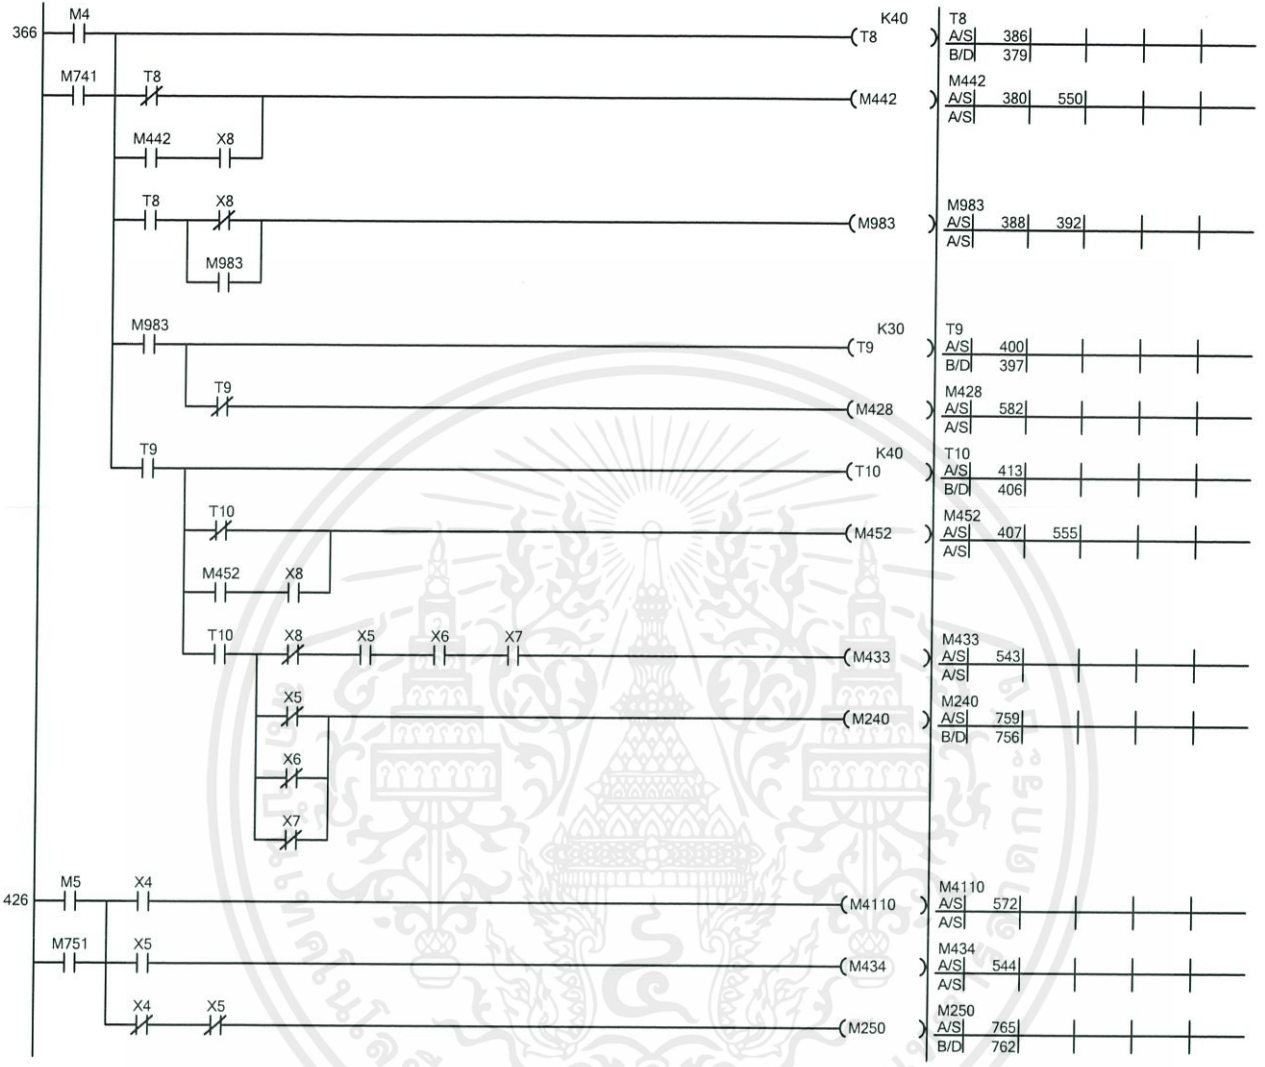 M4 K40 T8
366 T8 A/S 386
B/D 379
M741 T8 M442
M442 A/S 380 550
A/S
M442 X8
T8 X8 M983
M983 A/S 388 392
A/S
M983
M983 K30 T9
T9 A/S 400
B/D 397
T9 M428
M428 A/S 582
A/S
T9 K40 T10
T10 A/S 413
B/D 406
T10 M452
M452 A/S 407 555
A/S
M452 X8
T10 X8 X5 X6 X7 M433
M433 A/S 543
A/S
X5 M240
M240 A/S 759
B/D 756
X6
X7
M5 X4 M4110
426 M4110 A/S 572
A/S
M751 X5 M434
M434 A/S 544
A/S
X4 X5 M250
M250 A/S 765
B/D 762